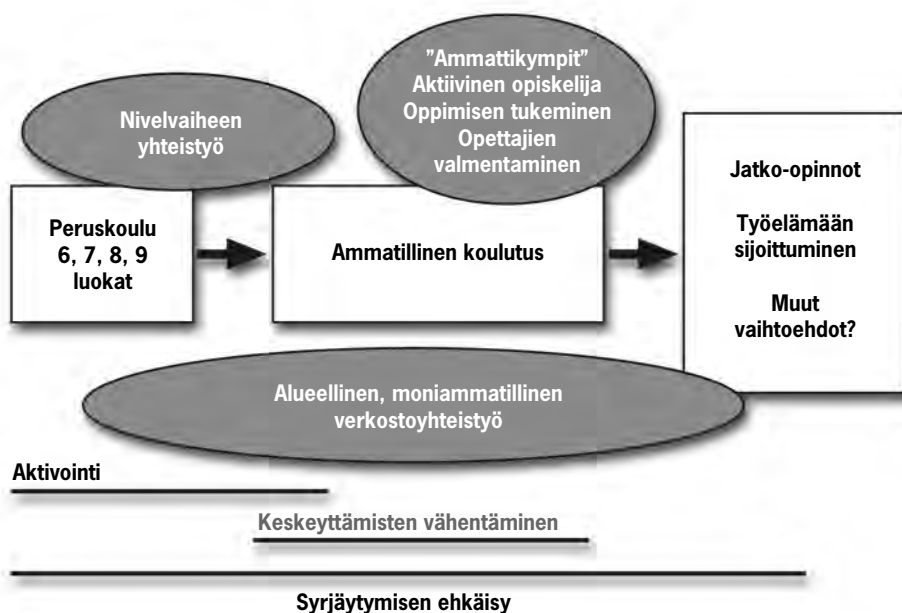 ”Ammattikympit”
Aktiivinen opiskelija
Oppimisen tukeminen
Opettajien
valmentaminen
Nivelvaiheen
yhteistyö
Peruskoulu
6, 7, 8, 9
luokat
Ammatillinen koulutus
Jatko-opinnot
Työelämään
sijoittuminen
Muut
vaihtoehdot?
Alueellinen, moniammatillinen
verkostoyhteistyö
Aktivointi
Keskeyttämisten vähentäminen
Syrjäytymisen ehkäisy